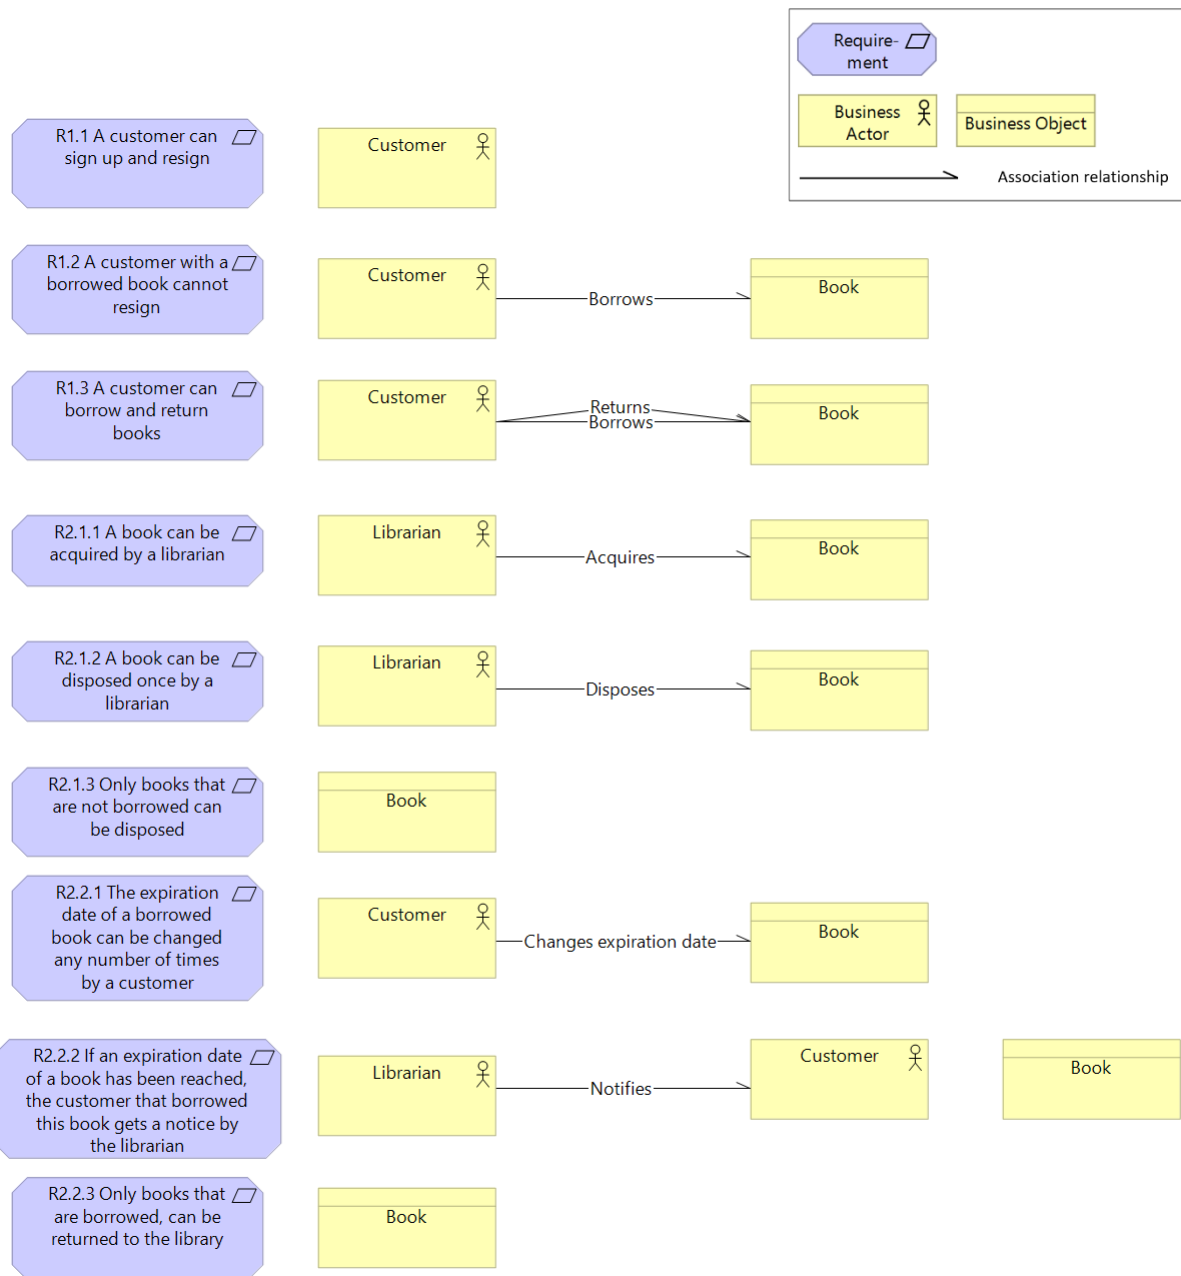 Require-
ment
Business
Actor
Business Object
Association relationship
R1.1 A customer can
sign up and resign
Customer
R1.2 A customer with a
borrowed book cannot
resign
Customer
Borrows
Book
R1.3 A customer can
borrow and return
books
Customer
Returns
Borrows
Book
R2.1.1 A book can be
acquired by a librarian
Librarian
Acquires
Book
R2.1.2 A book can be
disposed once by a
librarian
Librarian
Disposes
Book
R2.1.3 Only books that
are not borrowed can
be disposed
Book
R2.2.1 The expiration
date of a borrowed
book can be changed
any number of times
by a customer
Customer
Changes expiration date
Book
R2.2.2 If an expiration date
of a book has been reached,
the customer that borrowed
this book gets a notice by
the librarian
Librarian
Notifies
Customer
Book
R2.2.3 Only books that
are borrowed, can be
returned to the library
Book